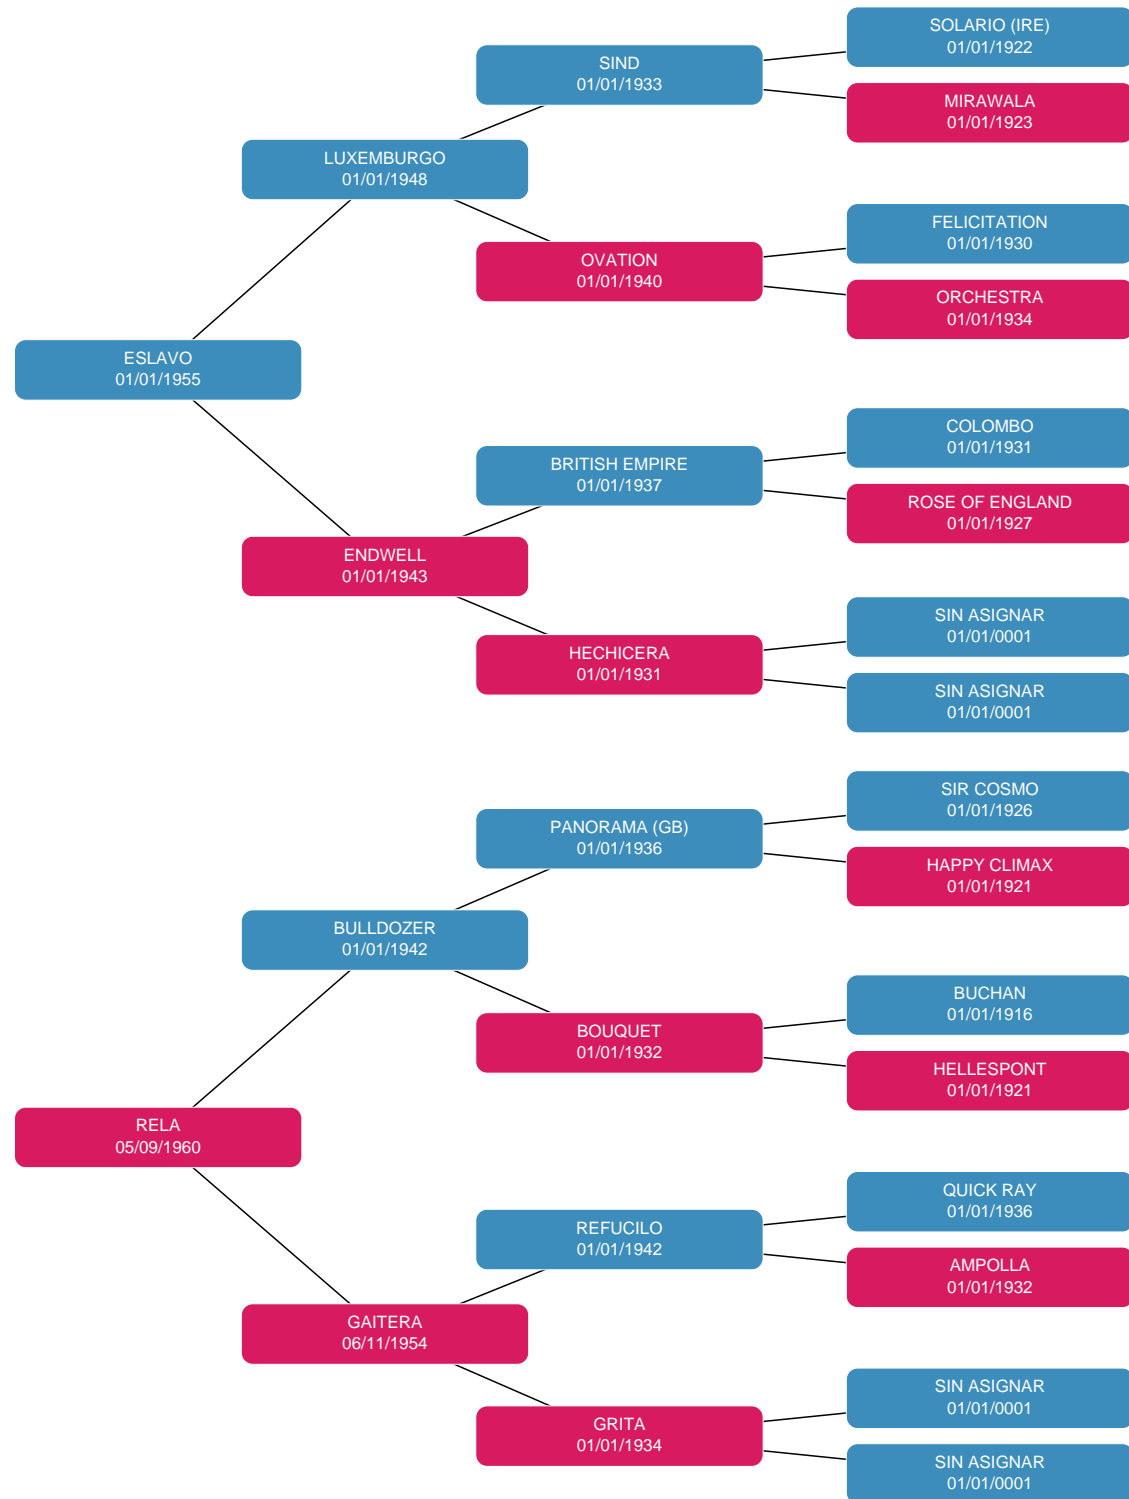 SOLARIO (IRE)
01/01/1922
SIND
01/01/1933
MIRAWALA
01/01/1923
LUXEMBURGO
01/01/1948
FELICITATION
01/01/1930
OVATION
01/01/1940
ORCHESTRA
01/01/1934
ESLAVO
01/01/1955
COLOMBO
01/01/1931
BRITISH EMPIRE
01/01/1937
ROSE OF ENGLAND
01/01/1927
ENDWELL
01/01/1943
SIN ASIGNAR
01/01/0001
HECHICERA
01/01/1931
SIN ASIGNAR
01/01/0001
SIR COSMO
01/01/1926
PANORAMA (GB)
01/01/1936
HAPPY CLIMAX
01/01/1921
BULLDOZER
01/01/1942
BUCHAN
01/01/1916
BOUQUET
01/01/1932
HELLESPONT
01/01/1921
RELA
05/09/1960
QUICK RAY
01/01/1936
REFUCILO
01/01/1942
AMPOLLA
01/01/1932
GAITERA
06/11/1954
SIN ASIGNAR
01/01/0001
GRITA
01/01/1934
SIN ASIGNAR
01/01/0001